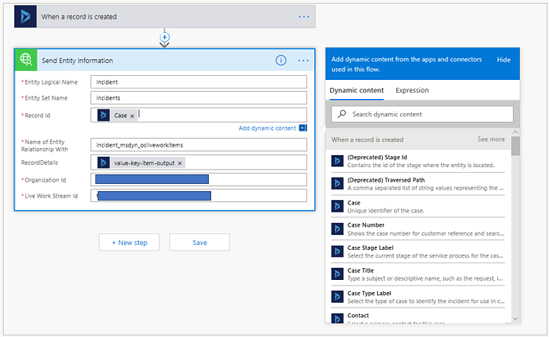 When a record is created
Send Entity Information
* Entity Logical Name
incident
* Entity Set Name
incidents
* Record Id
Case ×
Add dynamic content
* Name of Entity
Relationship With
incident_msdyn_ocliveworkitems
RecordDetails
value-key-item-output ×
* Organization Id
* Live Work Stream Id
+ New step
Save
Add dynamic content from the apps and connectors
used in this flow.
Hide
Dynamic content
Expression
Search dynamic content
When a record is created
See more
(Deprecated) Stage Id
Contains the id of the stage where the entity is located.
(Deprecated) Traversed Path
A comma separated list of string values representing the ...
Case
Unique identifier of the case.
Case Number
Shows the case number for customer reference and searc...
Case Stage Label
Select the current stage of the service process for the cas...
Case Title
Type a subject or descriptive name, such as the request, i...
Case Type Label
Select the type of case to identify the incident for use in c...
Contact